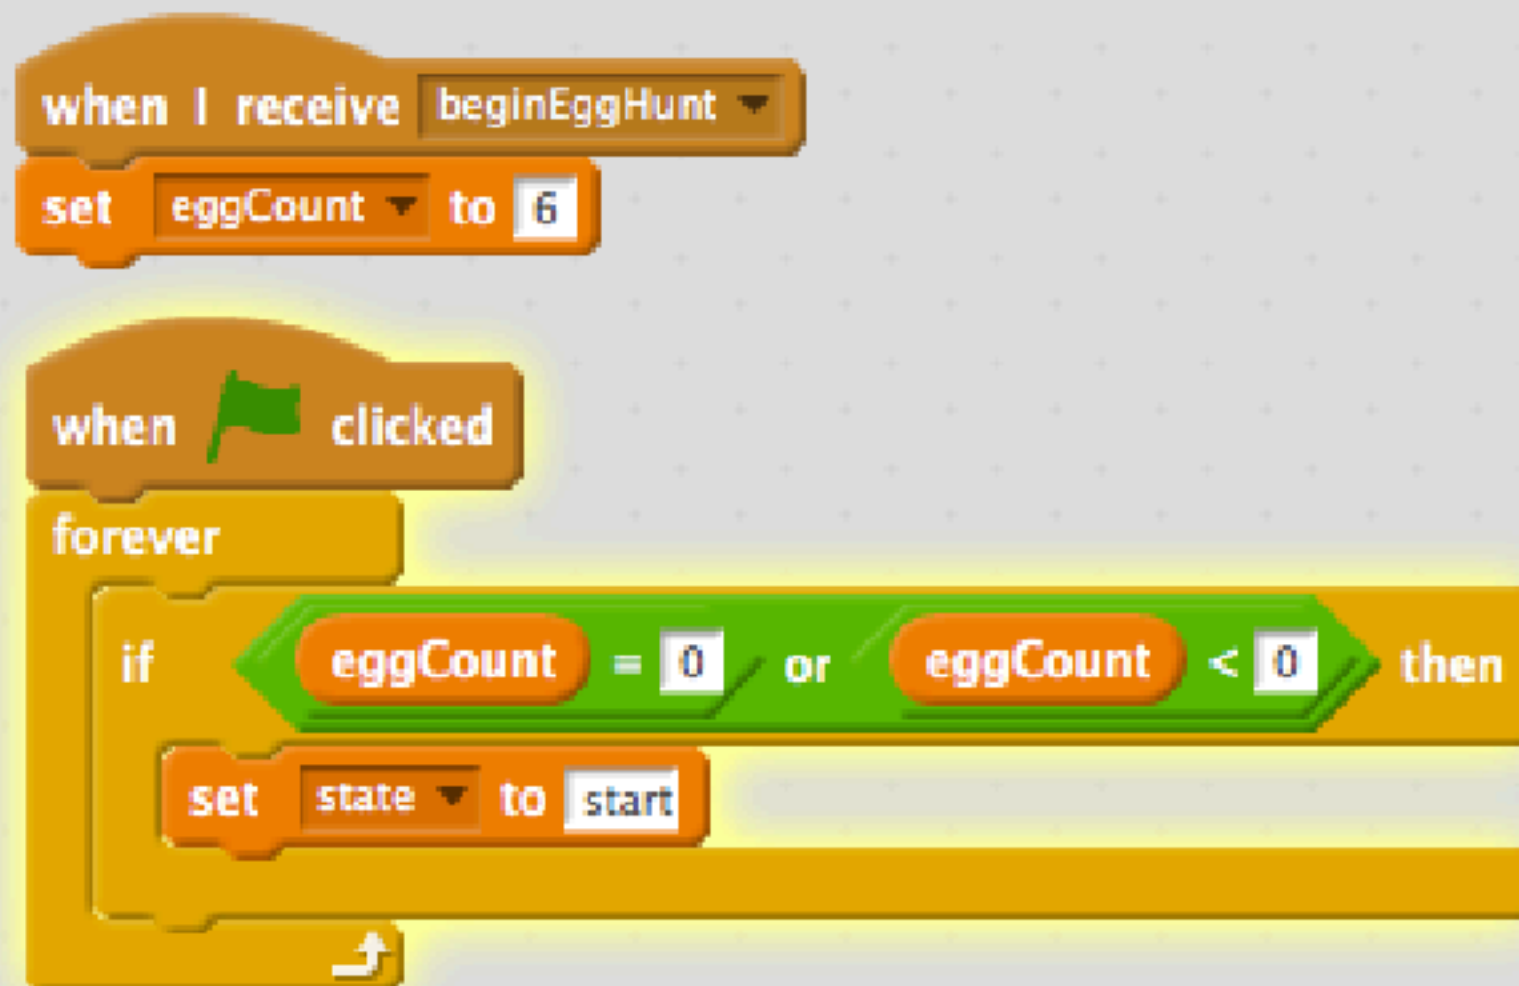 when I receive beginEggHunt
set eggCount to 6
when clicked
forever
if eggCount = 0 or eggCount < 0 then
set state to start